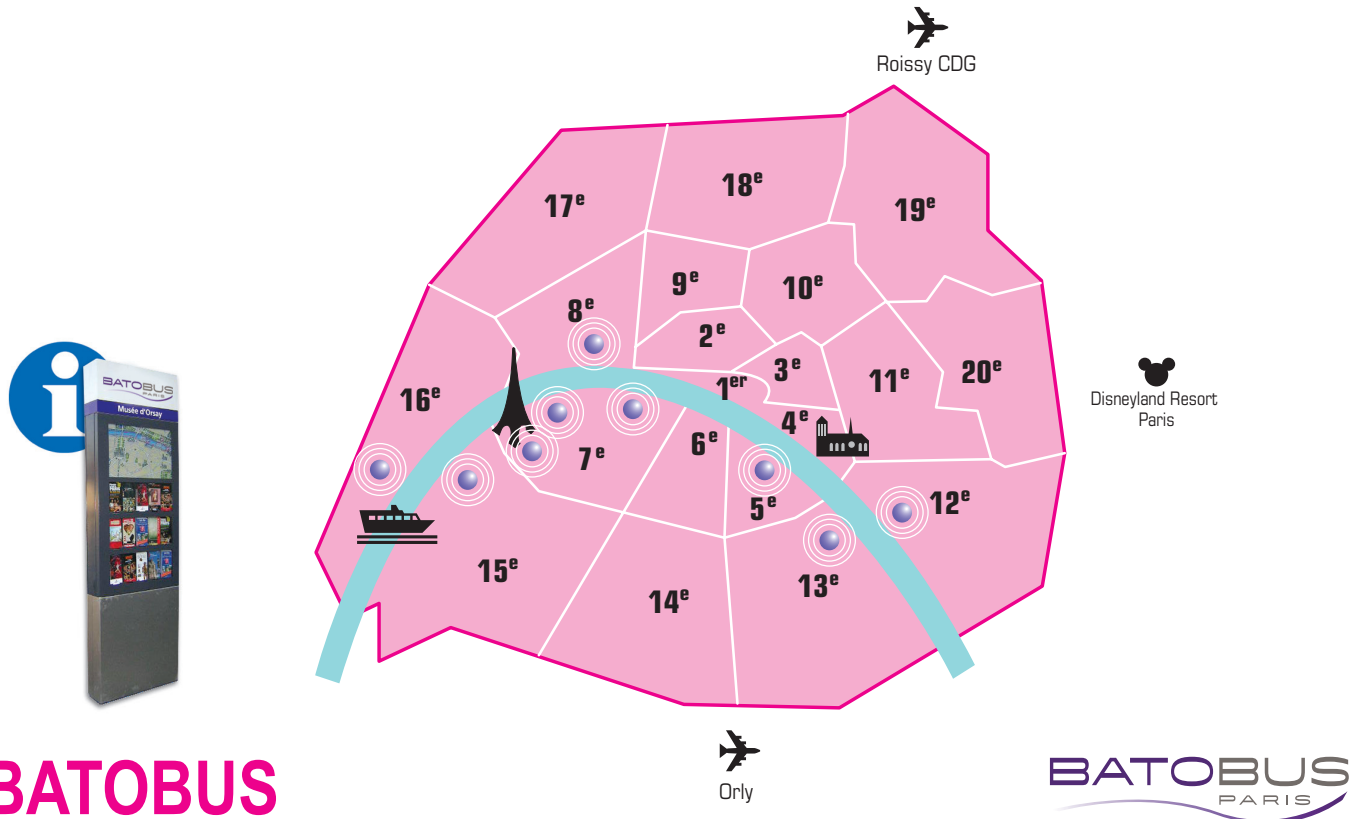 Roissy CDG
18e
17e
19e
9e
10e
8e
2e
3e
20e
11e
1er
16e
4e
6e
7e
5e
12e
15e
13e
14e
Disneyland Resort
Paris
i
BATOBUS
PARIS
Musée d'Orsay
Orly
BATOBUS
BATOBUS
PARIS